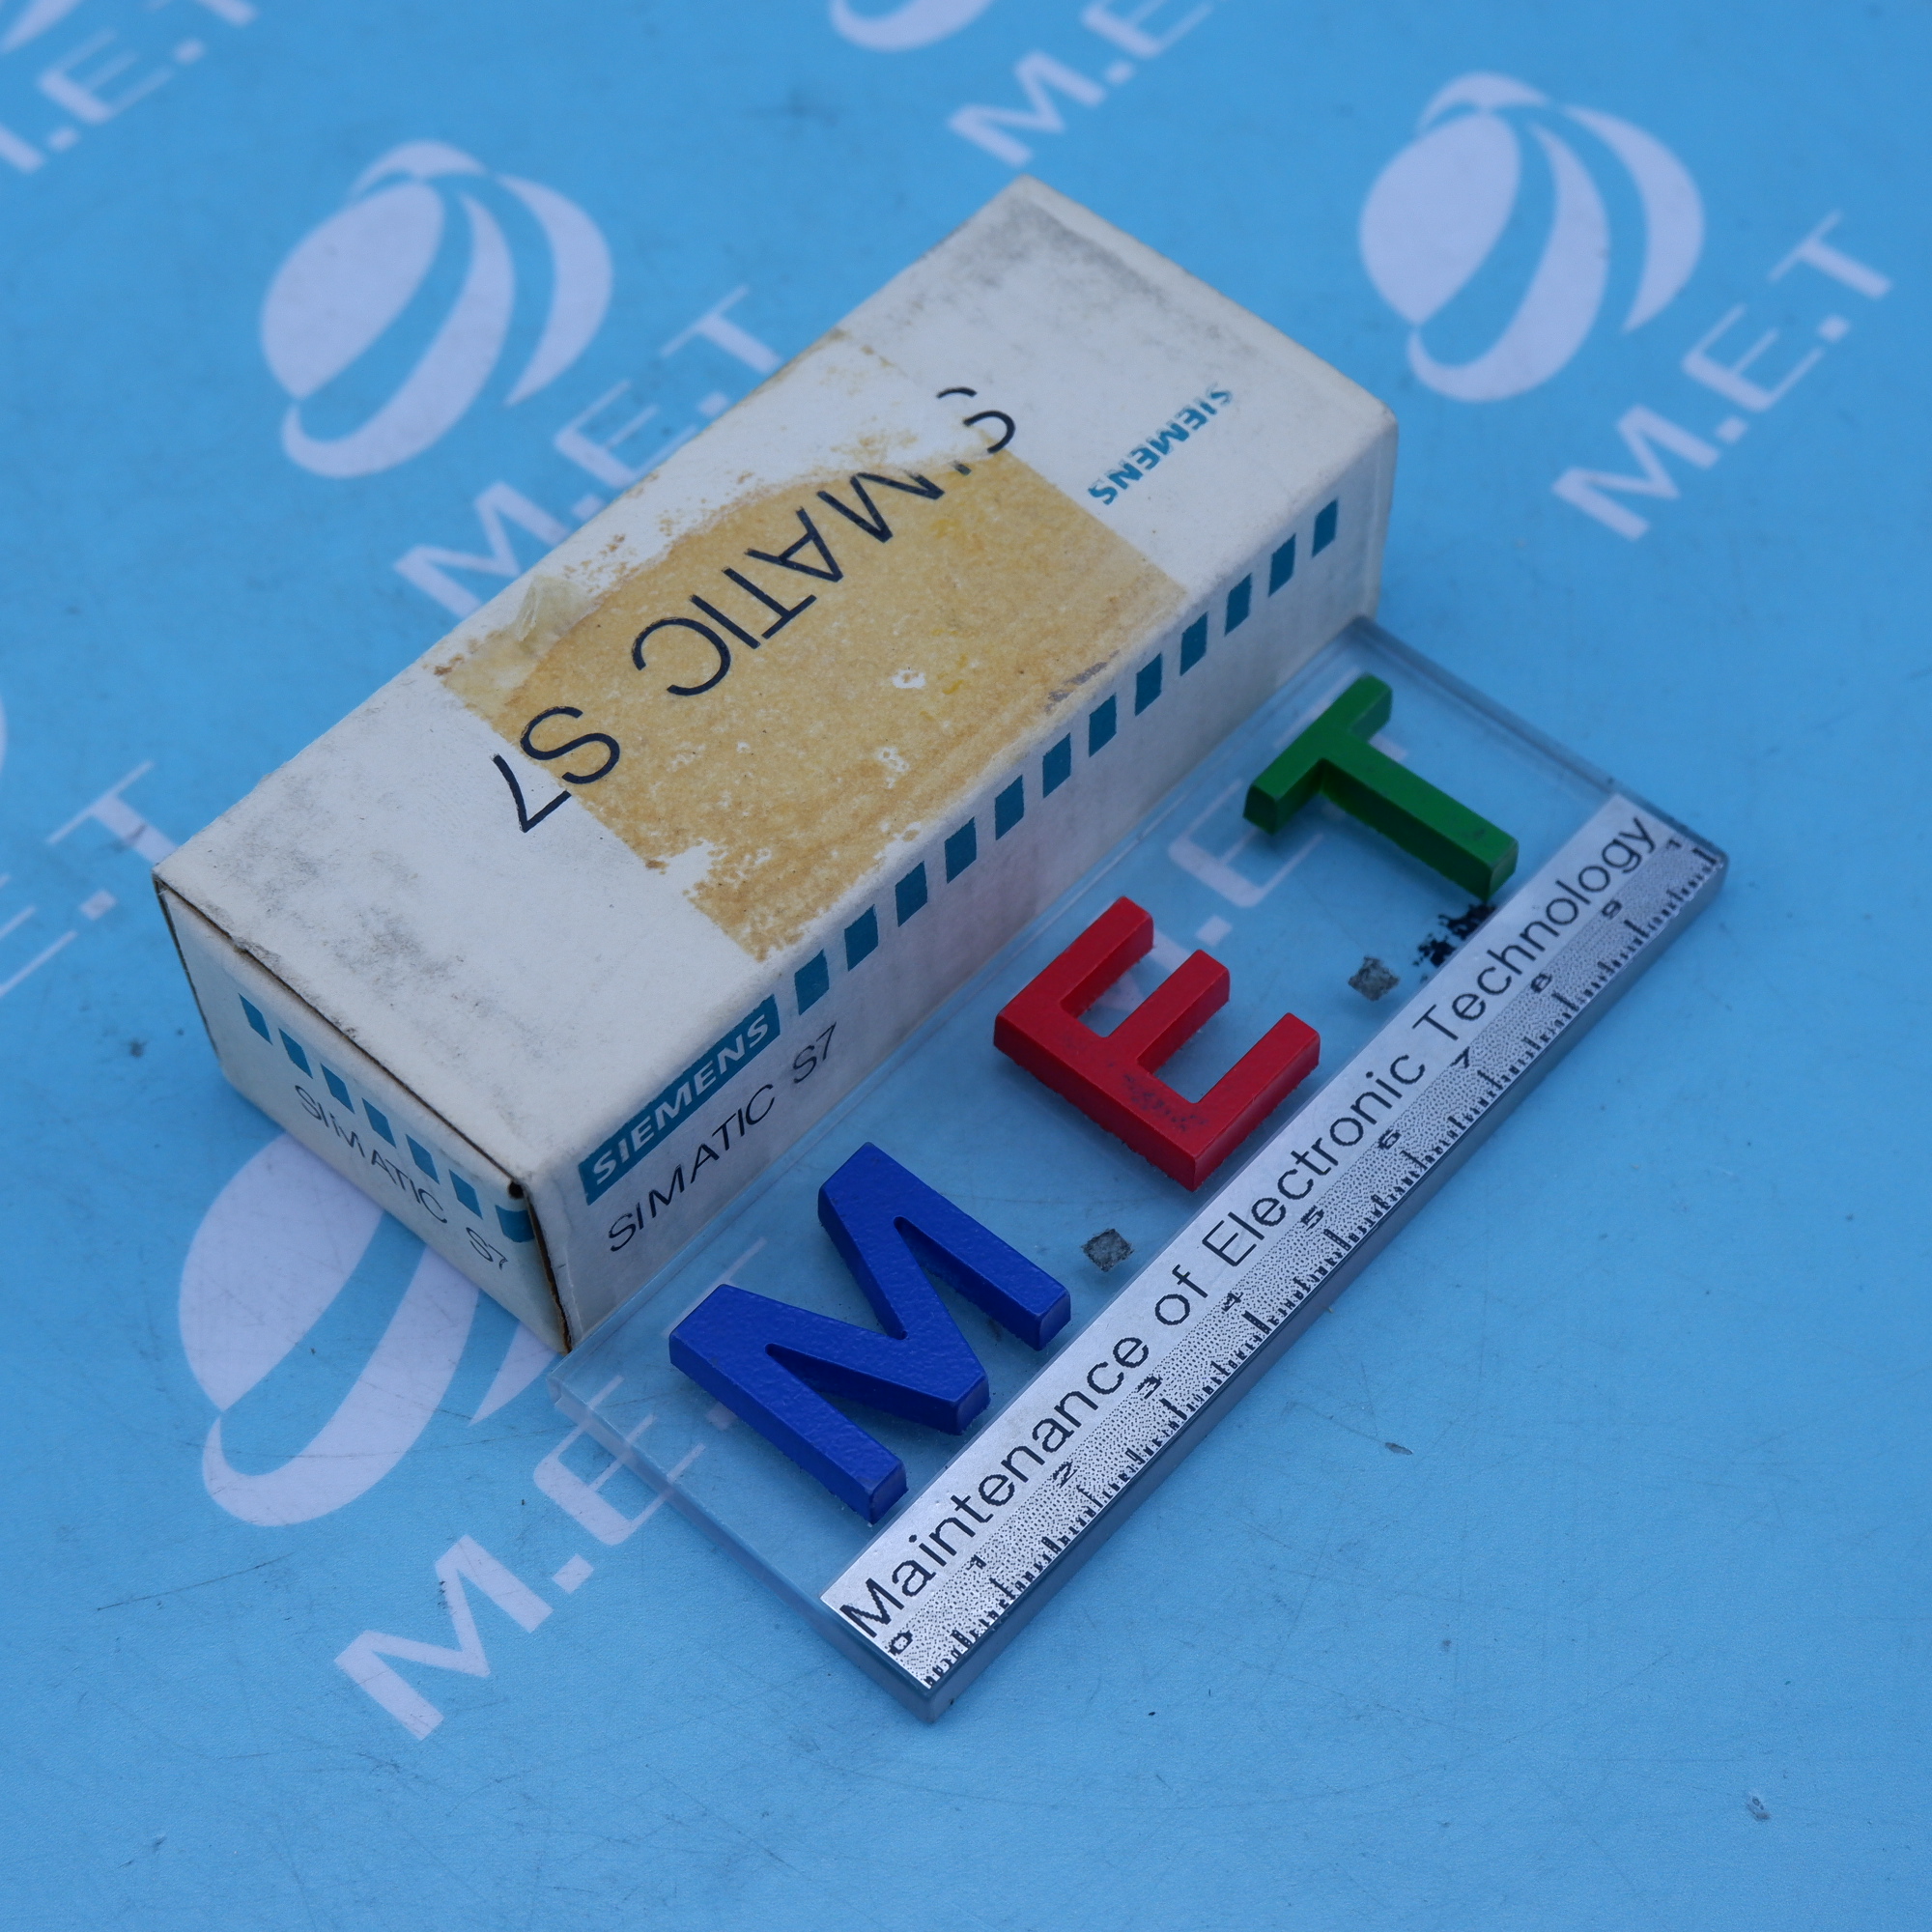 M.E.T
M.E.T
M.E.T
M.E.T
M.E.T
SIEMENS
SIMATIC S7
SIEMENS
SIMATIC S7
SIMATIC S7
M.E.T
M.E.T
Maintenance of Electronic Technology
0 1 2 3 4 5 6 7 8 9